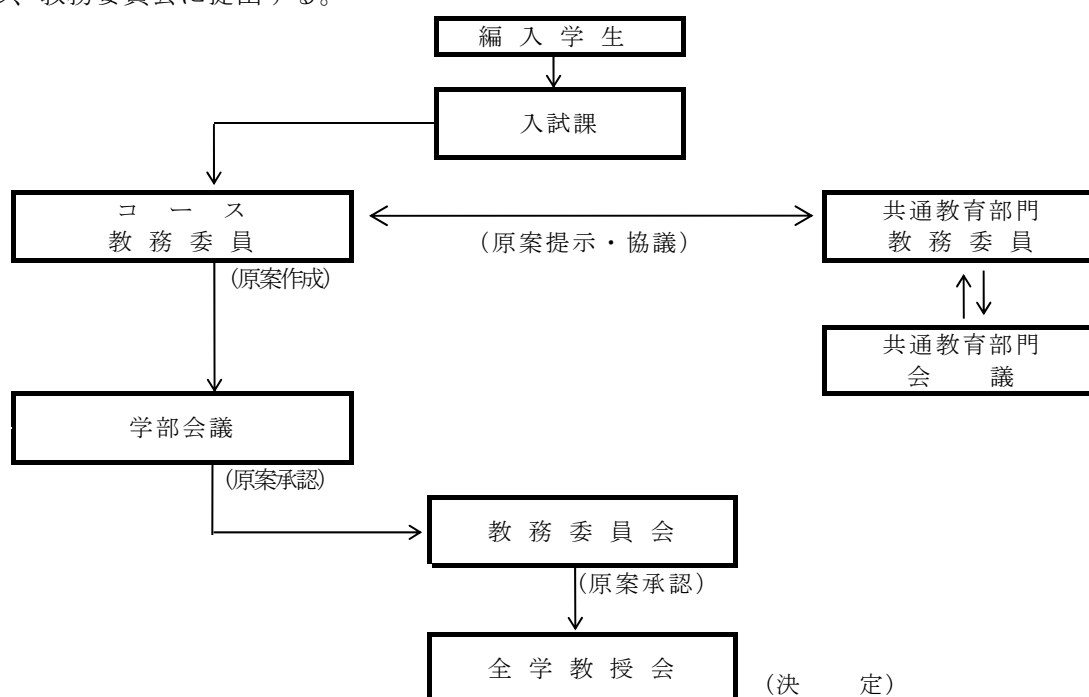 、教務委員会に提出する。
編入学生
入試課
コース
教務委員
(原案提示・協議)
共通教育部門
教務委員
(原案作成)
共通教育部門
会議
学部会議
(原案承認)
教務委員会
(原案承認)
全学教授会
(決定)